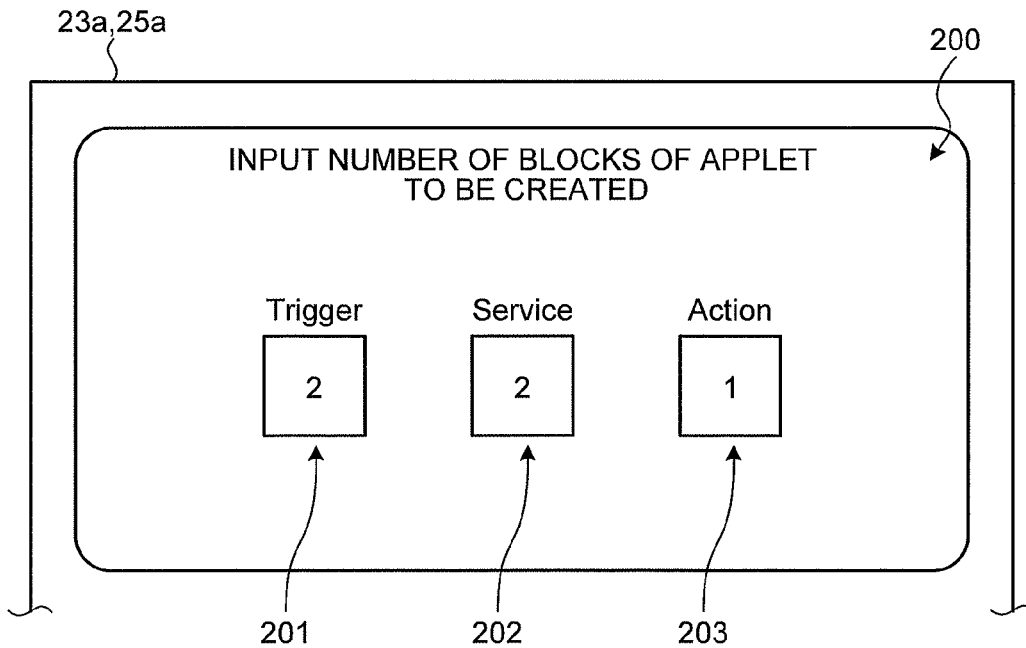 23a,25a
200
INPUT NUMBER OF BLOCKS OF APPLET
TO BE CREATED
Trigger Service Action
2 2 1
201 202 203